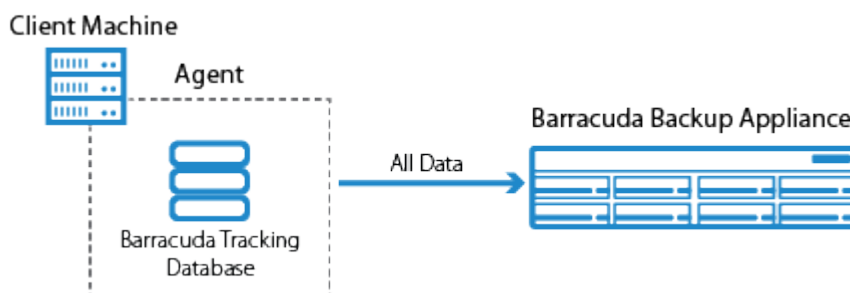 Client Machine
Agent
Barracuda Backup Appliance
All Data
Barracuda Tracking
Database